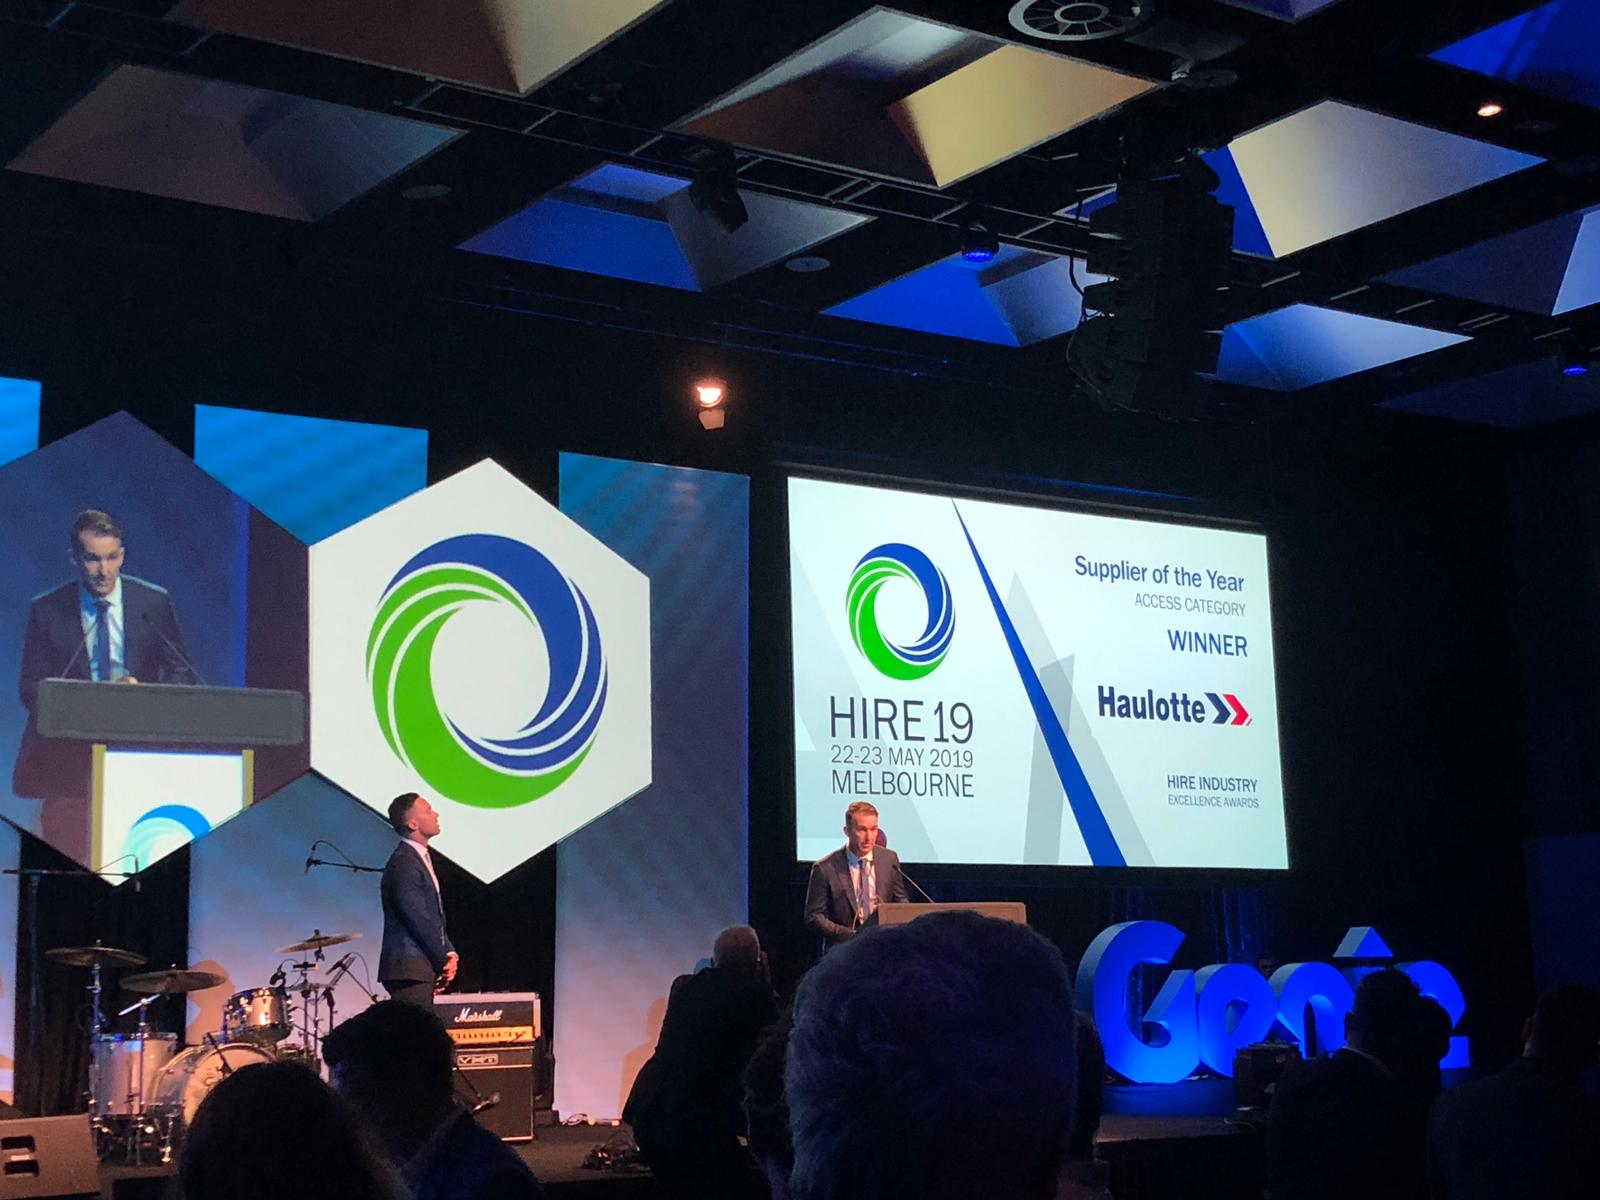 Supplier of the Year
ACCESS CATEGORY
WINNER
Haulotte
HIRE 19
22-23 MAY 2019
MELBOURNE
HIRE INDUSTRY
EXCELLENCE AWARDS
Marshall
Genie